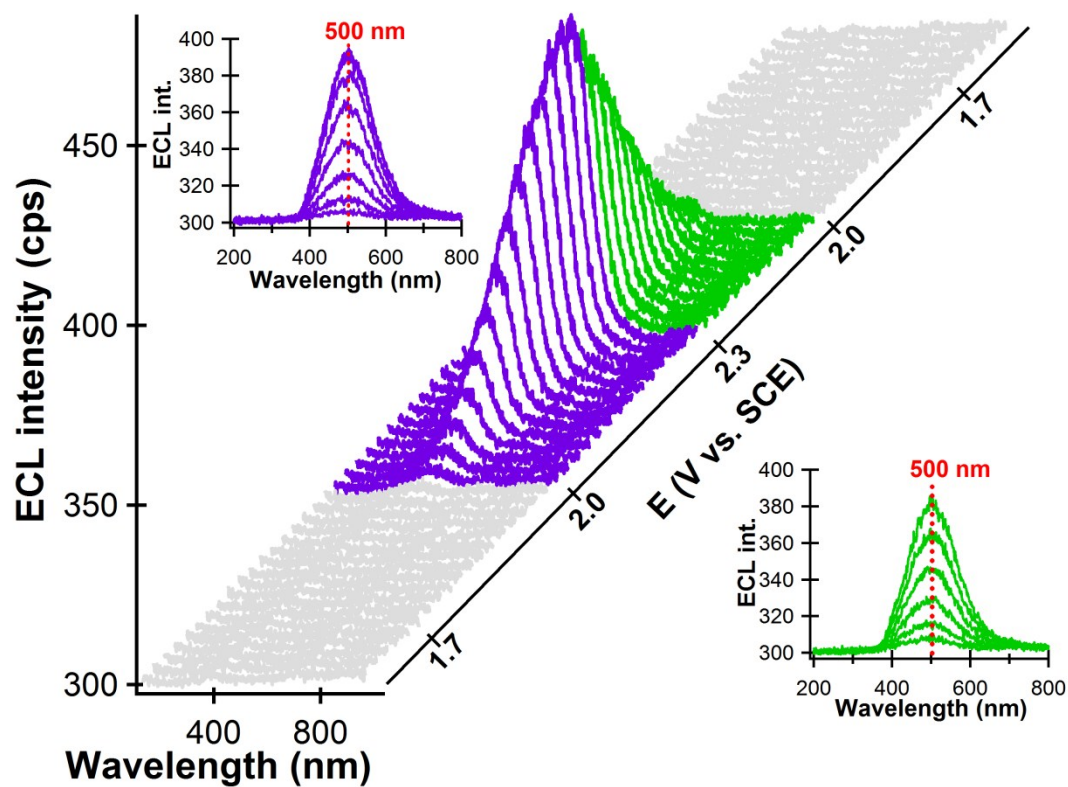 ECL intensity (cps)
450
400
350
300
400 800
Wavelength (nm)
E (V vs. SCE)
1.7
2.0
2.3
2.0
1.7
500 nm
ECL int.
400
380
360
340
320
300
200 400 600 800
Wavelength (nm)
500 nm
ECL int.
400
380
360
340
320
300
200 400 600 800
Wavelength (nm)